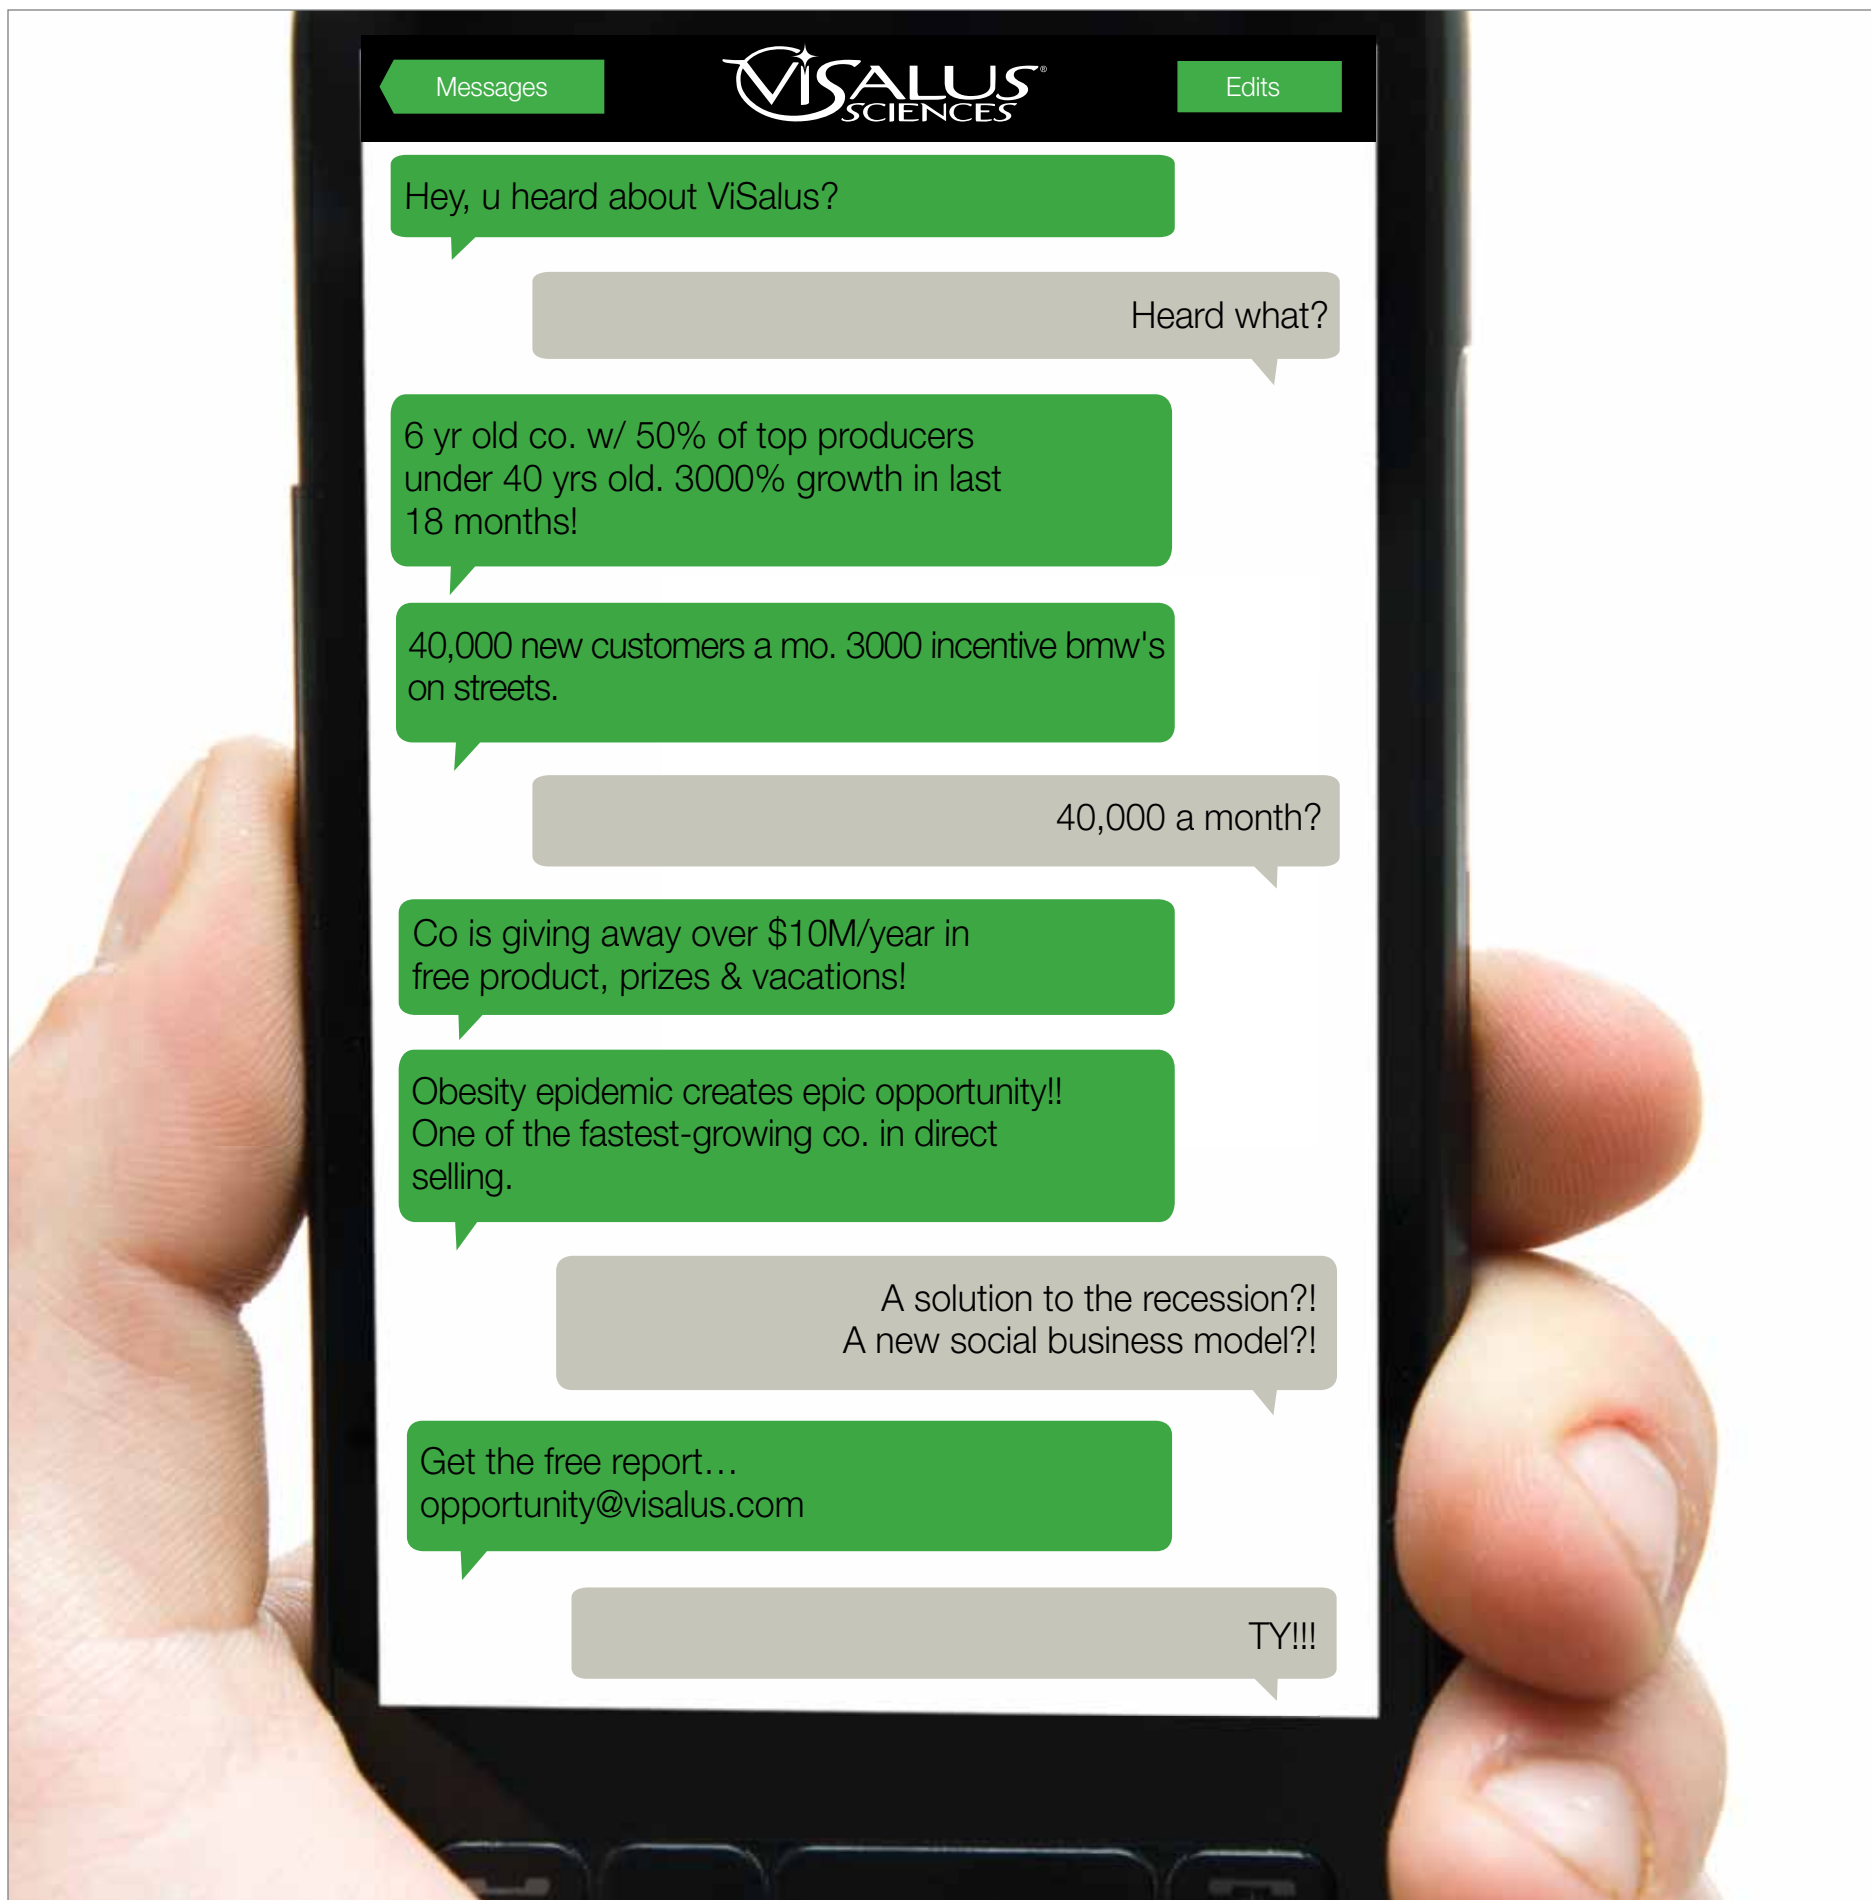 Messages
ViSALUS®
SCIENCES
Edits
Hey, u heard about ViSalus?
Heard what?
6 yr old co. w/ 50% of top producers
under 40 yrs old. 3000% growth in last
18 months!
40,000 new customers a mo. 3000 incentive bmw's
on streets.
40,000 a month?
Co is giving away over $10M/year in
free product, prizes & vacations!
Obesity epidemic creates epic opportunity!!
One of the fastest-growing co. in direct
selling.
A solution to the recession?!
A new social business model?!
Get the free report…
opportunity@visalus.com
TY!!!